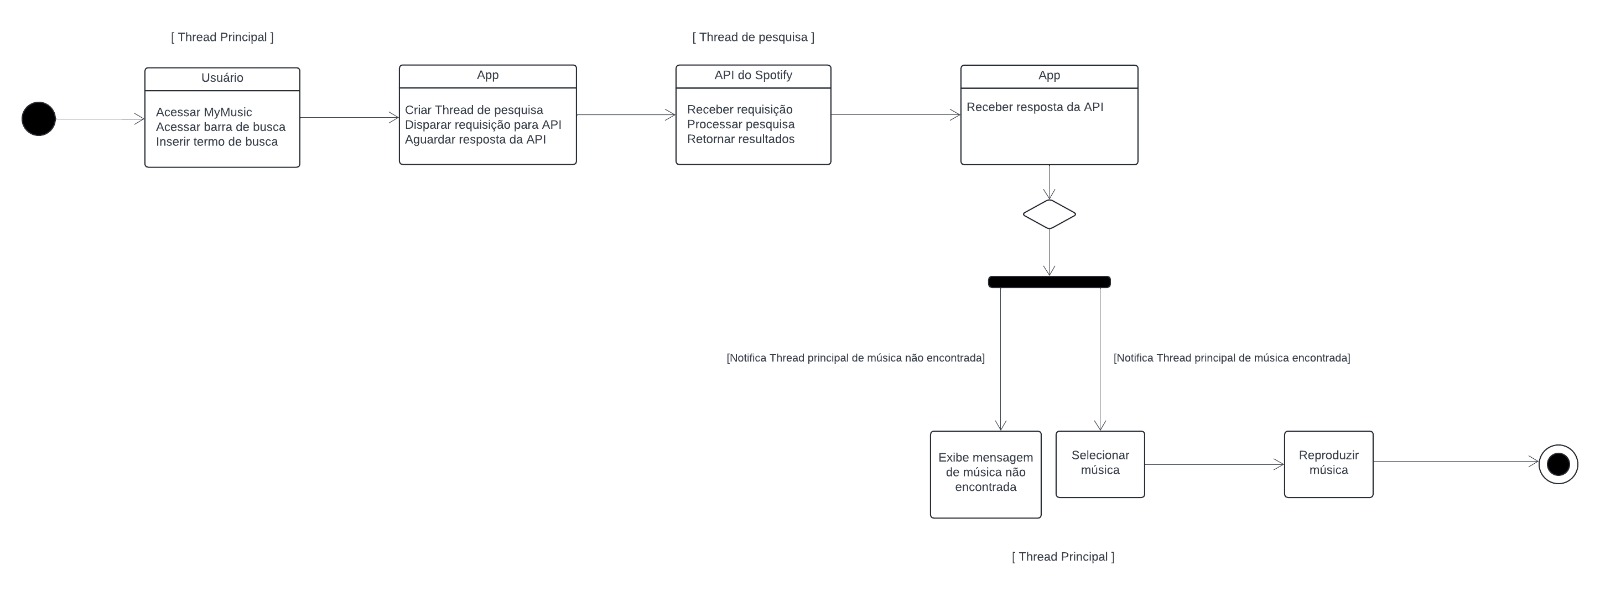 [ Thread Principal ]
[ Thread de pesquisa ]
Usuário
Acessar MyMusic
Acessar barra de busca
Inserir termo de busca
App
Criar Thread de pesquisa
Disparar requisição para API
Aguardar resposta da API
API do Spotify
Receber requisição
Processar pesquisa
Retornar resultados
App
Receber resposta da API
[Notifica Thread principal de música não encontrada]
[Notifica Thread principal de música encontrada]
Exibe mensagem
de música não
encontrada
Selecionar
música
Reproduzir
música
[ Thread Principal ]